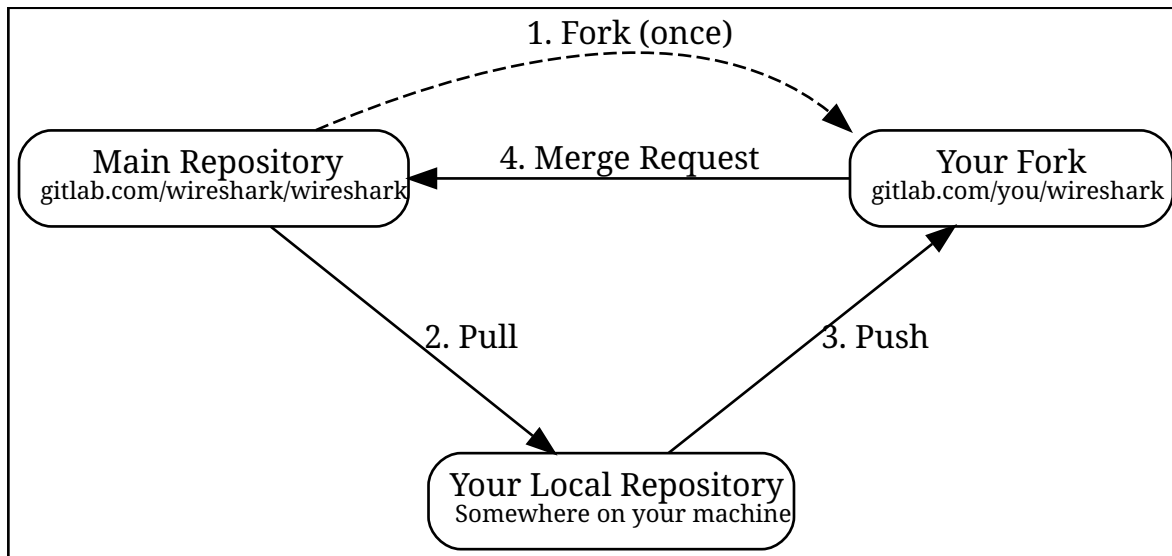 1. Fork (once)
Main Repository
gitlab.com/wireshark/wireshark
4. Merge Request
Your Fork
gitlab.com/you/wireshark
2. Pull
3. Push
Your Local Repository
Somewhere on your machine